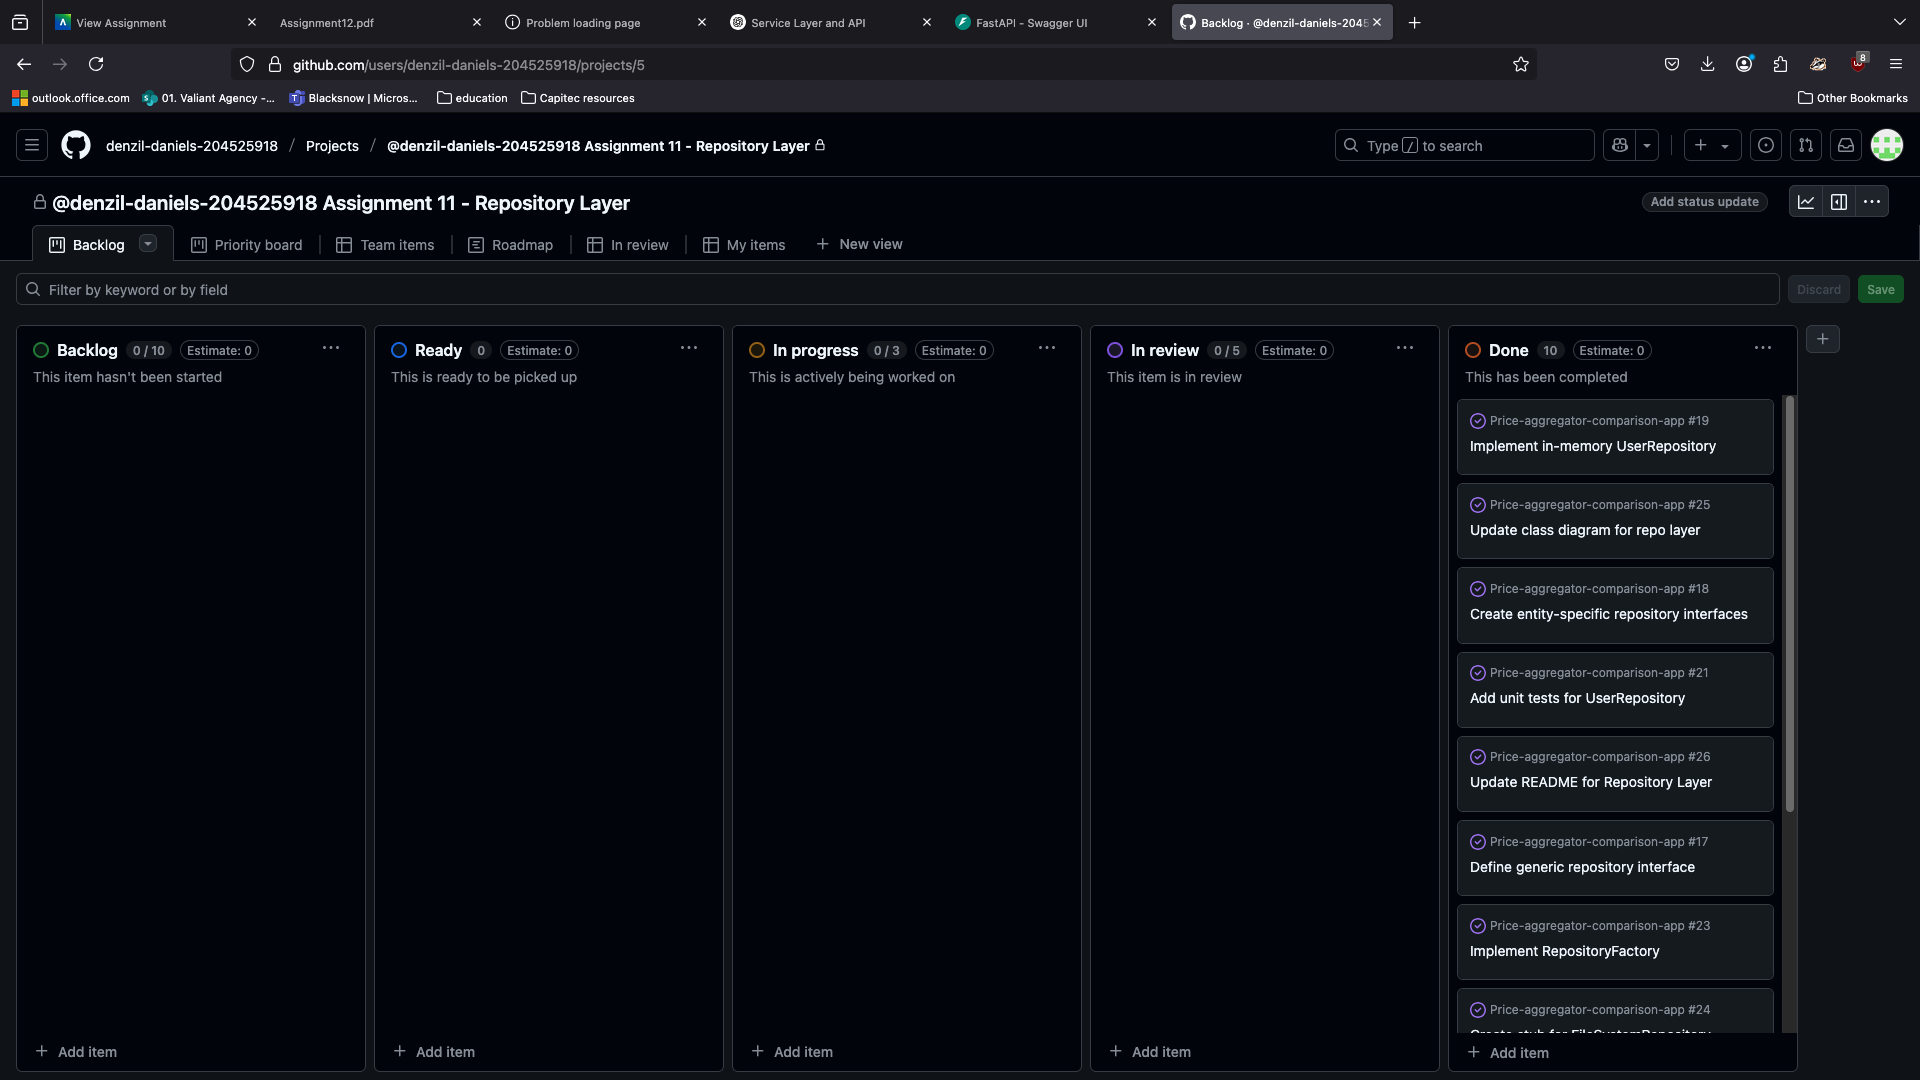 View Assignment
Assignment12.pdf
Problem loading page
Service Layer and API
FastAPI - Swagger UI
Backlog · @denzil-daniels-2045
github.com/users/denzil-daniels-204525918/projects/5
8
outlook.office.com
01. Valiant Agency -...
Blacksnow | Micros...
education
Capitec resources
Other Bookmarks
denzil-daniels-204525918 / Projects / @denzil-daniels-204525918 Assignment 11 - Repository Layer
Type / to search
@denzil-daniels-204525918 Assignment 11 - Repository Layer
Add status update
Backlog
Priority board
Team items
Roadmap
In review
My items
New view
Filter by keyword or by field
Discard
Save
Backlog 0 / 10 Estimate: 0
This item hasn't been started
Add item
Ready 0 Estimate: 0
This is ready to be picked up
Add item
In progress 0 / 3 Estimate: 0
This is actively being worked on
Add item
In review 0 / 5 Estimate: 0
This item is in review
Add item
Done 10 Estimate: 0
This has been completed
Price-aggregator-comparison-app #19
Implement in-memory UserRepository
Price-aggregator-comparison-app #25
Update class diagram for repo layer
Price-aggregator-comparison-app #18
Create entity-specific repository interfaces
Price-aggregator-comparison-app #21
Add unit tests for UserRepository
Price-aggregator-comparison-app #26
Update README for Repository Layer
Price-aggregator-comparison-app #17
Define generic repository interface
Price-aggregator-comparison-app #23
Implement RepositoryFactory
Price-aggregator-comparison-app #24
Create stub for FileSystemRepository
Add item